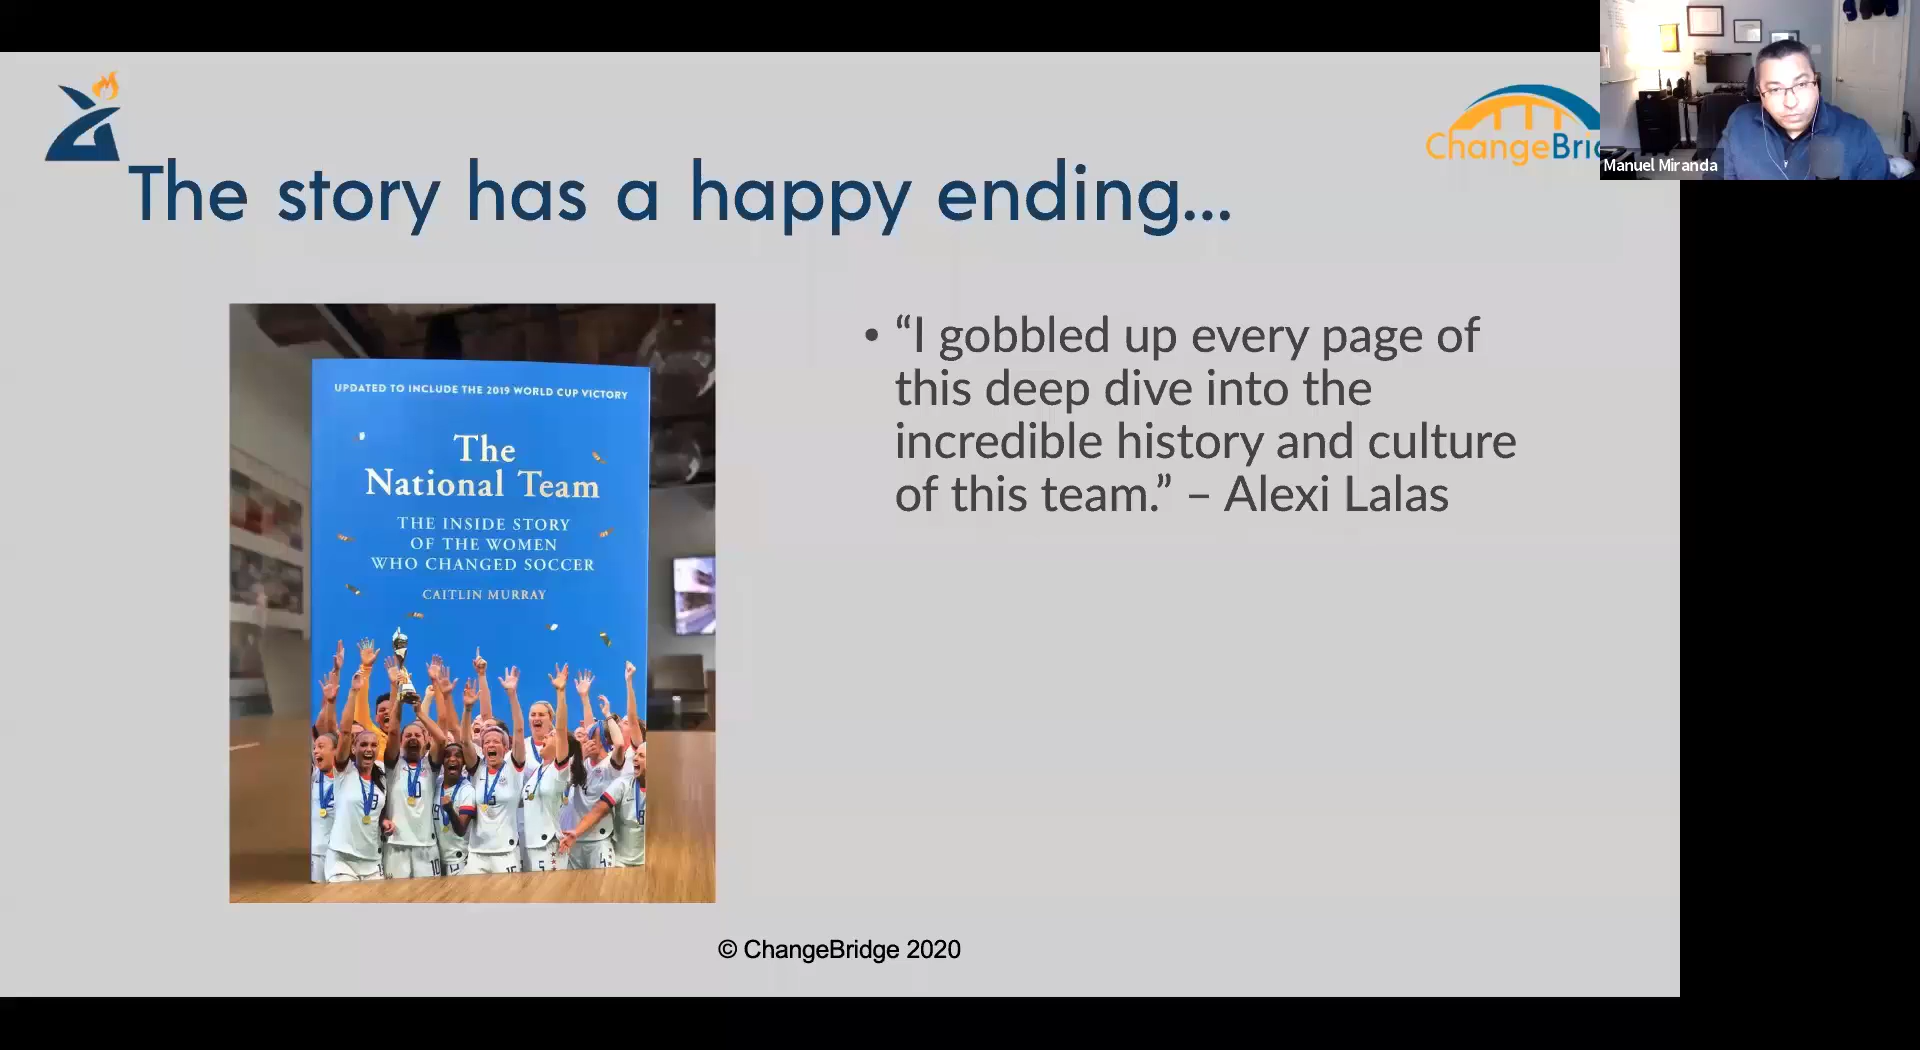 ChangeBri
Manuel Miranda
The story has a happy ending...
UPDATED TO INCLUDE THE 2019 WORLD CUP VICTORY
The
National Team
THE INSIDE STORY
OF THE WOMEN
WHO CHANGED SOCCER
CAITLIN MURRAY
• “I gobbled up every page of
this deep dive into the
incredible history and culture
of this team.” – Alexi Lalas
© ChangeBridge 2020